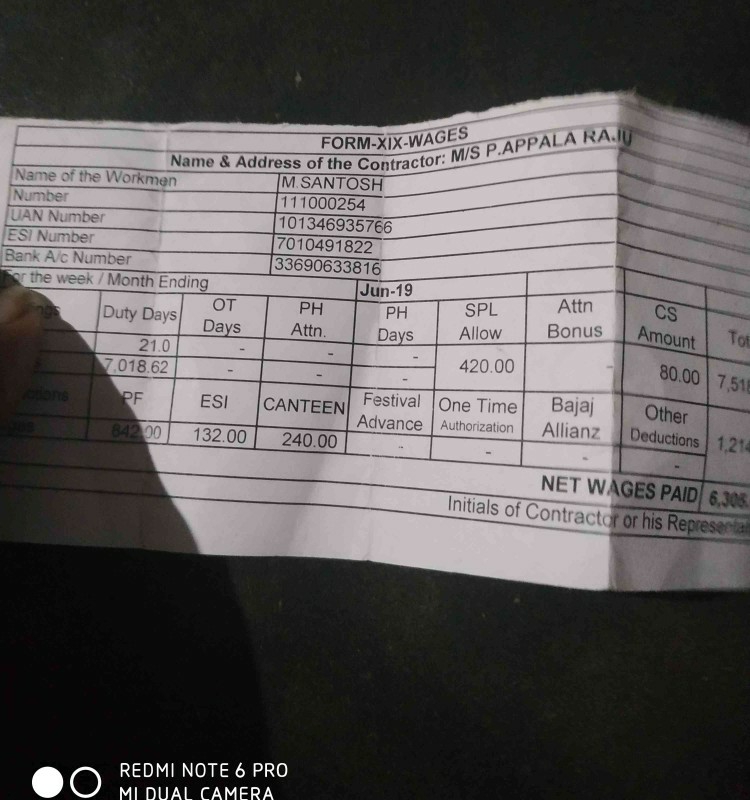 FORM-XIX-WAGES
Name & Address of the Contractor: M/S P.APPALA RAJU
Name of the Workmen M.SANTOSH
Number 111000254
UAN Number 101346935766
ESI Number 7010491822
Bank A/c Number 33690633816
For the week / Month Ending Jun-19
Duty Days OT Days PH Attn. PH Days SPL Allow Attn Bonus CS Amount
21.0 - - -
7,018.62 - - - 420.00 - 80.00
PF ESI CANTEEN Festival Advance One Time Authorization Bajaj Allianz Other Deductions
842.00 132.00 240.00 - - - -
NET WAGES PAID
Initials of Contractor or his
REDMI NOTE 6 PRO
MI DUAL CAMERA